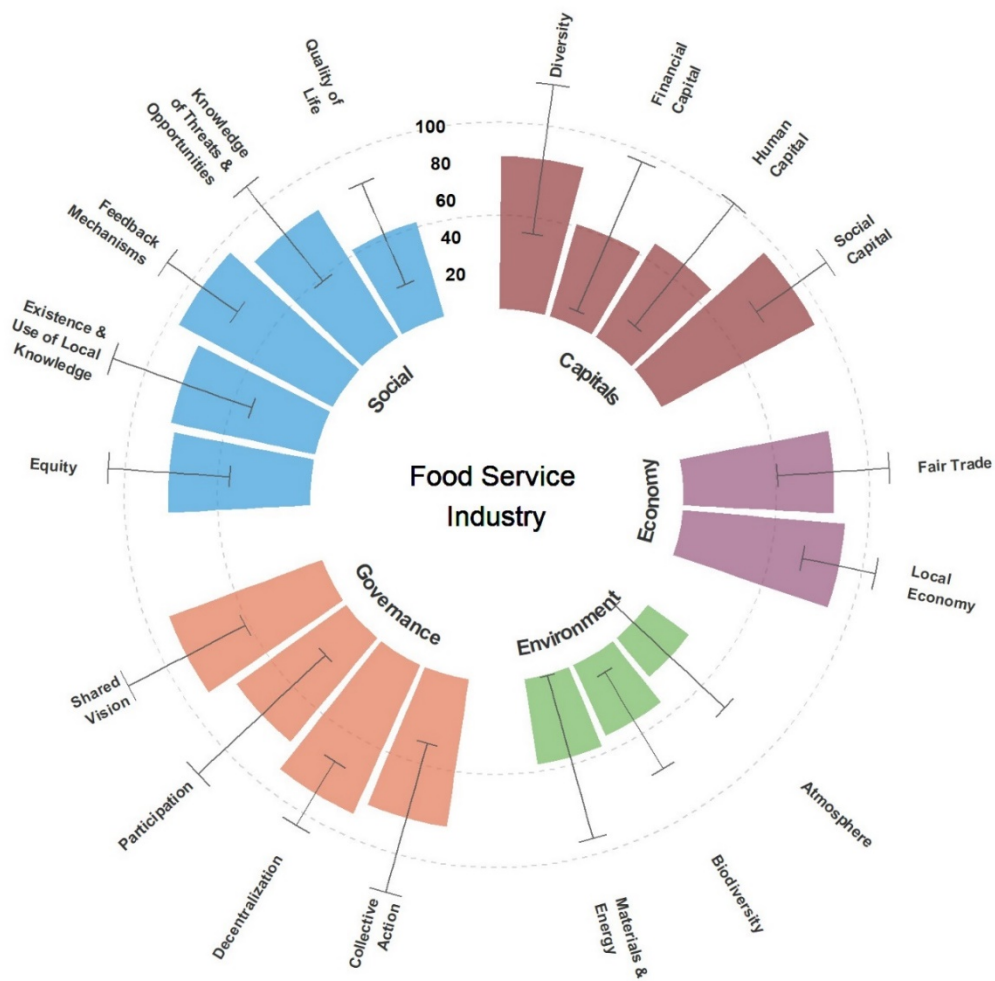 Food Service
Industry
100
80
60
40
20
Capitals
Diversity
Financial
Capital
Human
Capital
Social
Capital
Economy
Fair Trade
Local
Economy
Environment
Atmosphere
Biodiversity
Materials &
Energy
Governance
Collective
Action
Decentralization
Participation
Shared
Vision
Social
Equity
Existence &
Use of Local
Knowledge
Feedback
Mechanisms
Knowledge
of Threats &
Opportunities
Quality of
Life